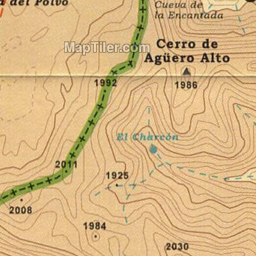 del Polvo
Cueva de
la Encantada
MapTiler.com
Cerro de
Agüero Alto
1992
1986
El Charcón
2011
1925
2008
1984
2030